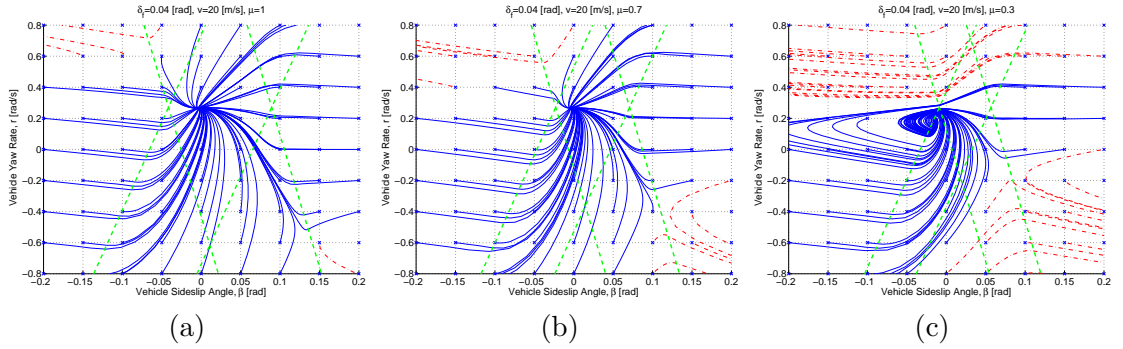 δf=0.04 [rad], v=20 [m/s], μ=1
Vehicle Yaw Rate, r [rad/s]
0.8
0.6
0.4
0.2
0
−0.2
−0.4
−0.6
−0.8
−0.2 −0.15 −0.1 −0.05 0 0.05 0.1 0.15 0.2
Vehicle Sideslip Angle, β [rad]
(a)
δf=0.04 [rad], v=20 [m/s], μ=0.7
Vehicle Yaw Rate, r [rad/s]
0.8
0.6
0.4
0.2
0
−0.2
−0.4
−0.6
−0.8
−0.2 −0.15 −0.1 −0.05 0 0.05 0.1 0.15 0.2
Vehicle Sideslip Angle, β [rad]
(b)
δf=0.04 [rad], v=20 [m/s], μ=0.3
Vehicle Yaw Rate, r [rad/s]
0.8
0.6
0.4
0.2
0
−0.2
−0.4
−0.6
−0.8
−0.2 −0.15 −0.1 −0.05 0 0.05 0.1 0.15 0.2
Vehicle Sideslip Angle, β [rad]
(c)